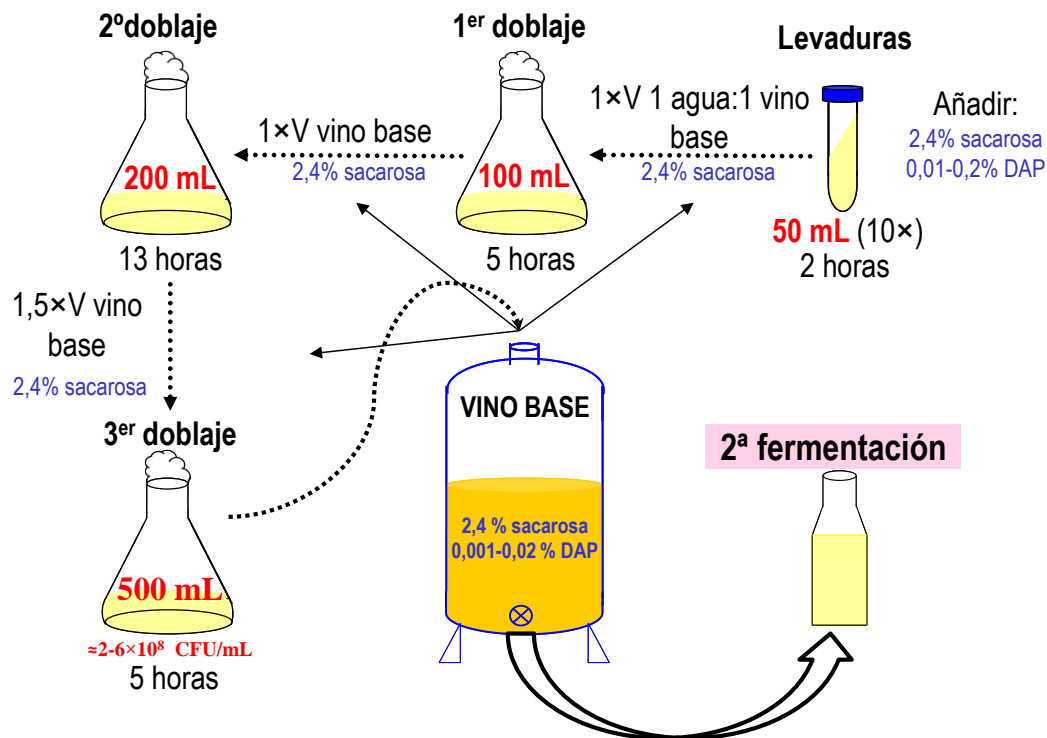 2ºdoblaje
1er doblaje
Levaduras
1×V 1 agua:1 vino
base
2,4% sacarosa
Añadir:
2,4% sacarosa
0,01-0,2% DAP
1×V vino base
2,4% sacarosa
200 mL
100 mL
50 mL (10×)
13 horas
5 horas
2 horas
1,5×V vino
base
2,4% sacarosa
3er doblaje
VINO BASE
2ª fermentación
2,4 % sacarosa
0,001-0,02 % DAP
500 mL
≈2-6×10⁸ CFU/mL
5 horas